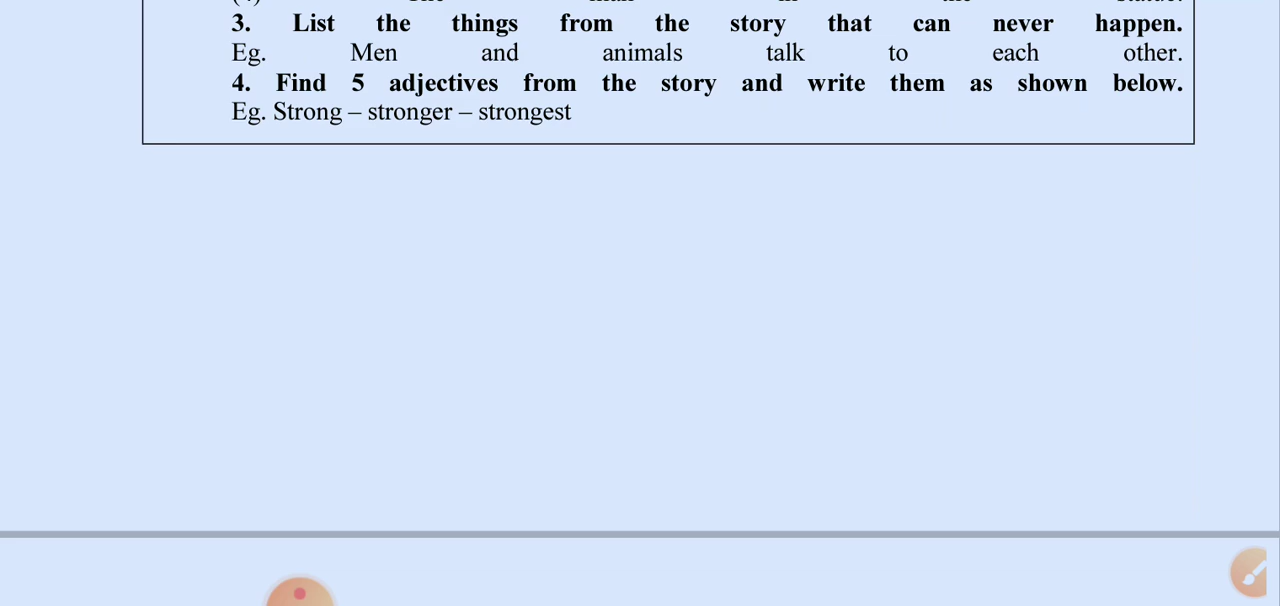 3. List the things from the story that can never happen.
Eg. Men and animals talk to each other.
4. Find 5 adjectives from the story and write them as shown below.
Eg. Strong – stronger – strongest